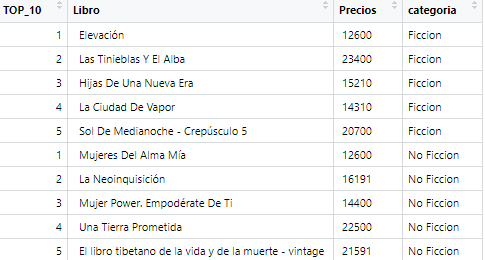 TOP_10 Libro Precios categoria
1 Elevación 12600 Ficcion
2 Las Tinieblas Y El Alba 23400 Ficcion
3 Hijas De Una Nueva Era 15210 Ficcion
4 La Ciudad De Vapor 14310 Ficcion
5 Sol De Medianoche - Crepúsculo 5 20700 Ficcion
1 Mujeres Del Alma Mía 12600 No Ficcion
2 La Neoinquisición 16191 No Ficcion
3 Mujer Power. Empodérate De Ti 14400 No Ficcion
4 Una Tierra Prometida 22500 No Ficcion
5 El libro tibetano de la vida y de la muerte - vintage 21591 No Ficcion